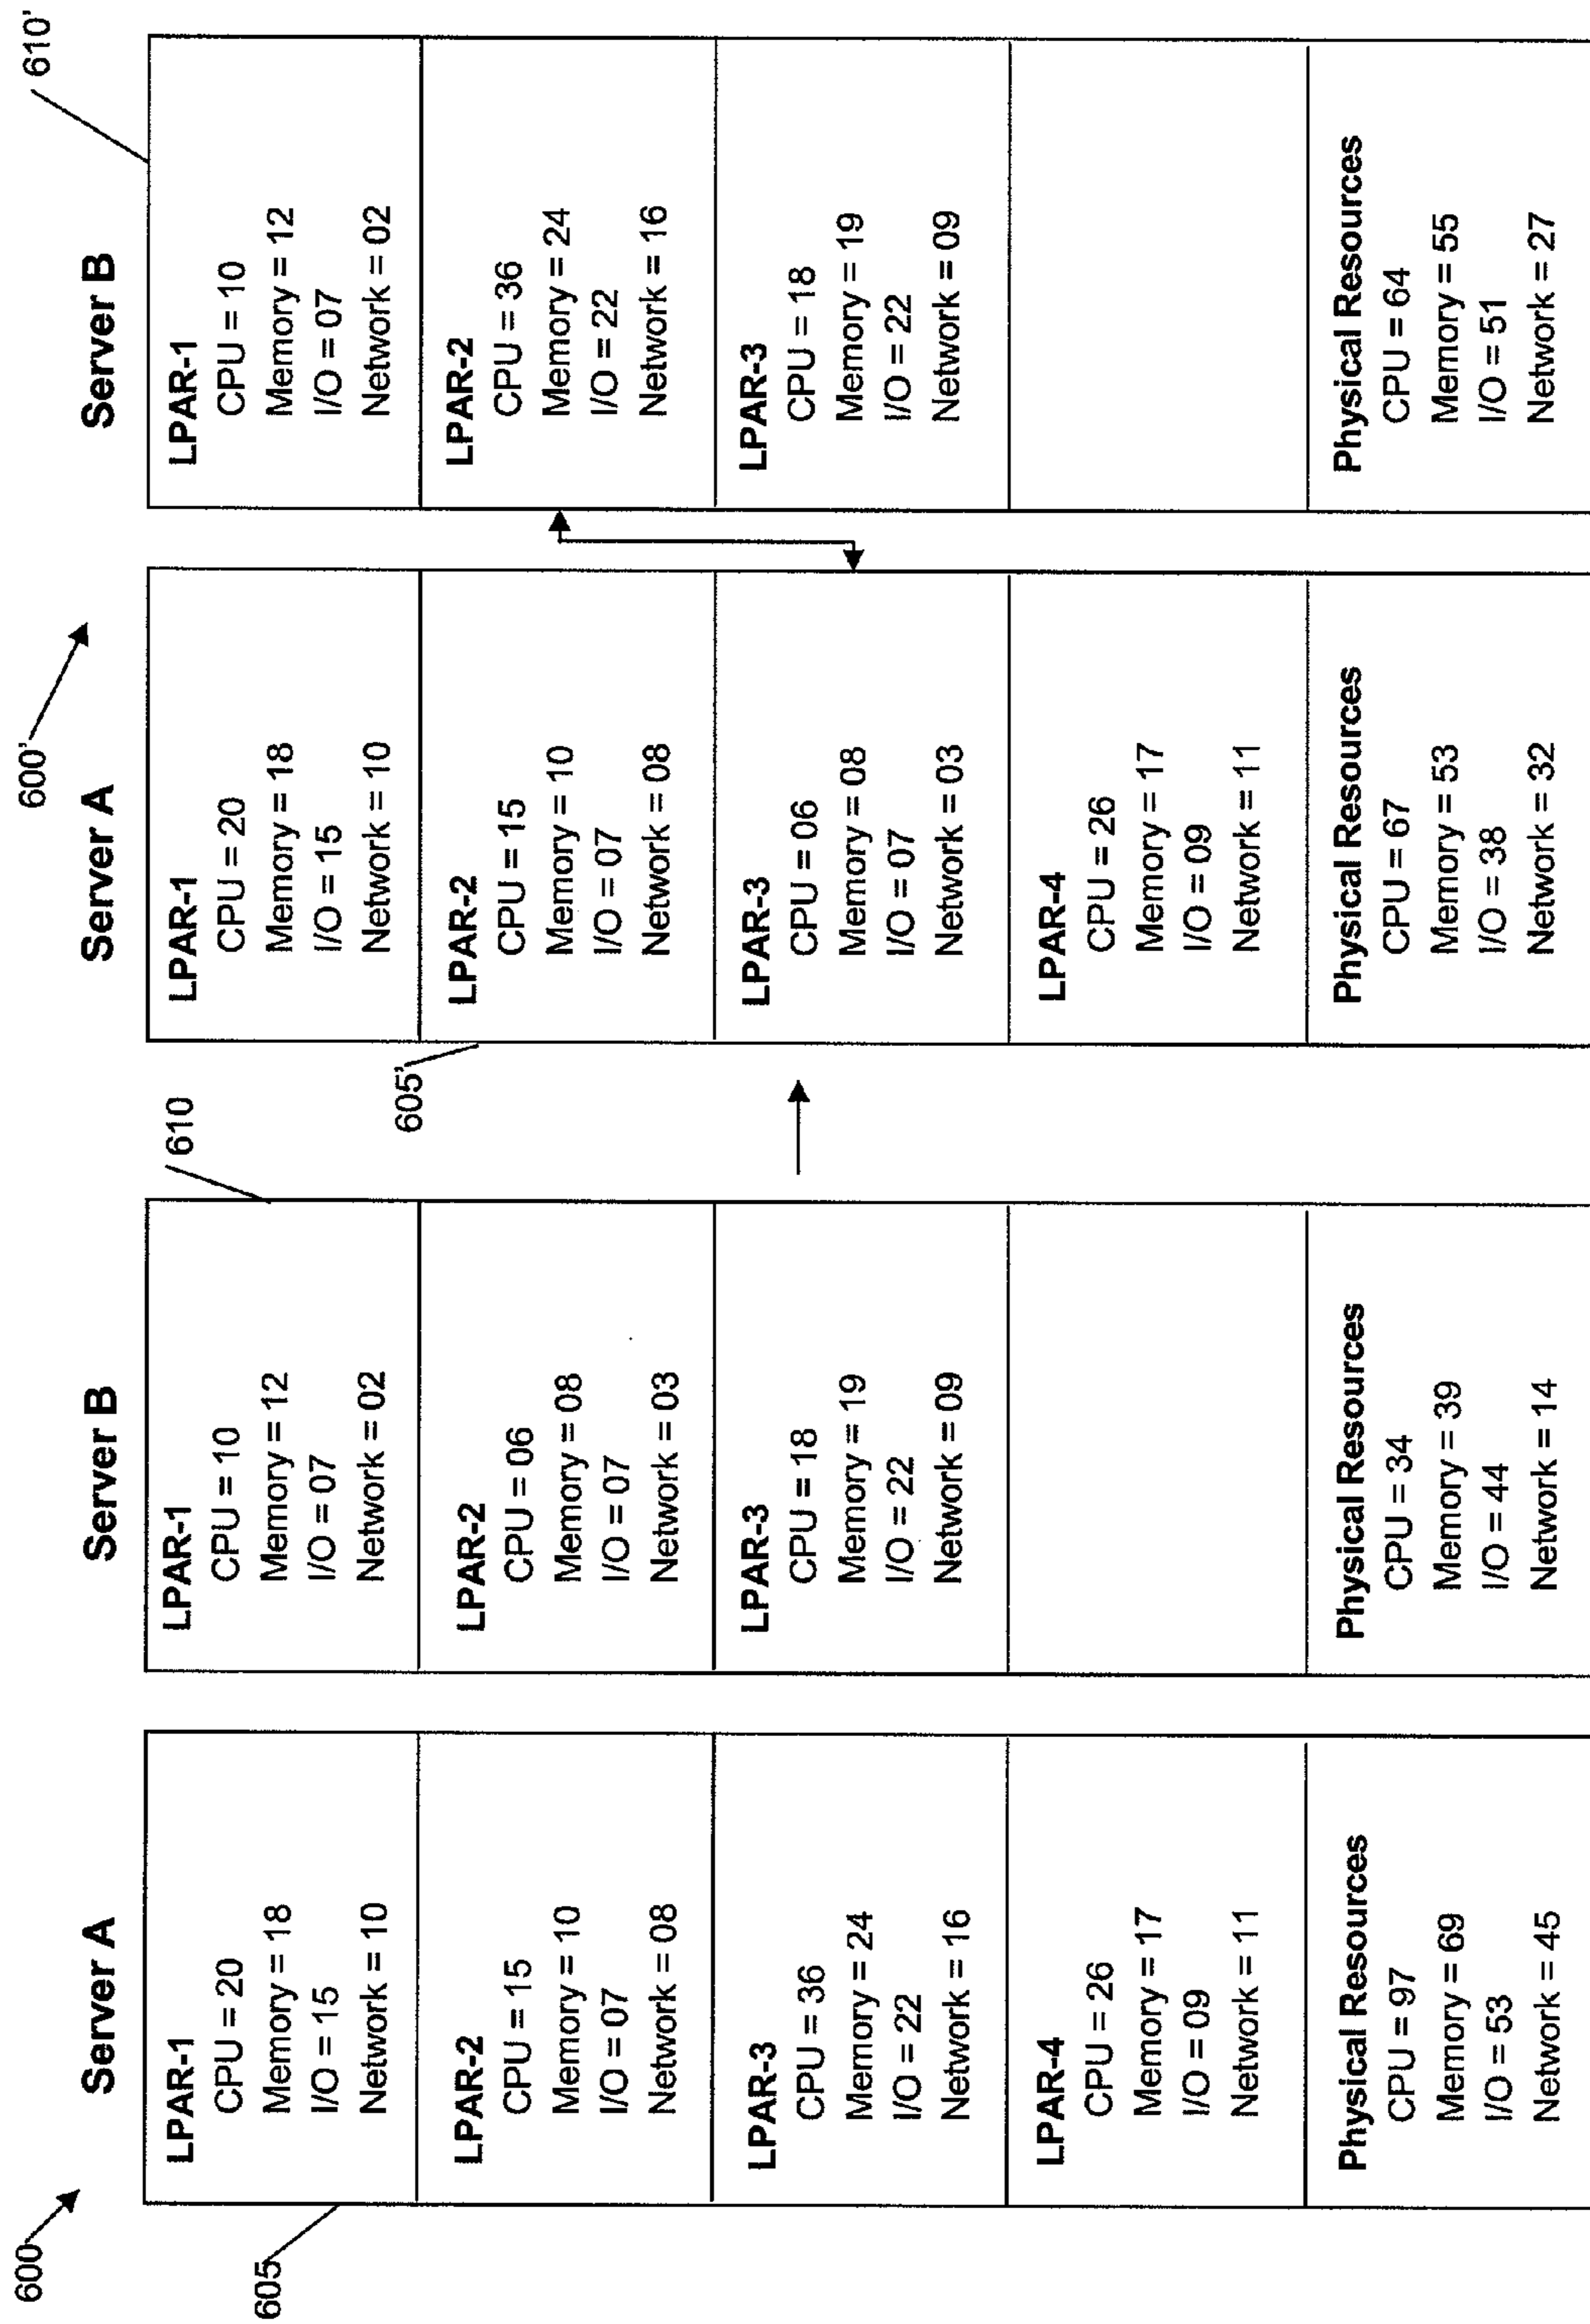 600
605
Server A
LPAR-1
CPU = 20
Memory = 18
I/O = 15
Network = 10
LPAR-2
CPU = 15
Memory = 10
I/O = 07
Network = 08
LPAR-3
CPU = 36
Memory = 24
I/O = 22
Network = 16
LPAR-4
CPU = 26
Memory = 17
I/O = 09
Network = 11
Physical Resources
CPU = 97
Memory = 69
I/O = 53
Network = 45
Server B
610
LPAR-1
CPU = 10
Memory = 12
I/O = 07
Network = 02
LPAR-2
CPU = 06
Memory = 08
I/O = 07
Network = 03
LPAR-3
CPU = 18
Memory = 19
I/O = 22
Network = 09
Physical Resources
CPU = 34
Memory = 39
I/O = 44
Network = 14
600'
605'
Server A
LPAR-1
CPU = 20
Memory = 18
I/O = 15
Network = 10
LPAR-2
CPU = 15
Memory = 10
I/O = 07
Network = 08
LPAR-3
CPU = 06
Memory = 08
I/O = 07
Network = 03
LPAR-4
CPU = 26
Memory = 17
I/O = 09
Network = 11
Physical Resources
CPU = 67
Memory = 53
I/O = 38
Network = 32
Server B
610'
LPAR-1
CPU = 10
Memory = 12
I/O = 07
Network = 02
LPAR-2
CPU = 36
Memory = 24
I/O = 22
Network = 16
LPAR-3
CPU = 18
Memory = 19
I/O = 22
Network = 09
Physical Resources
CPU = 64
Memory = 55
I/O = 51
Network = 27